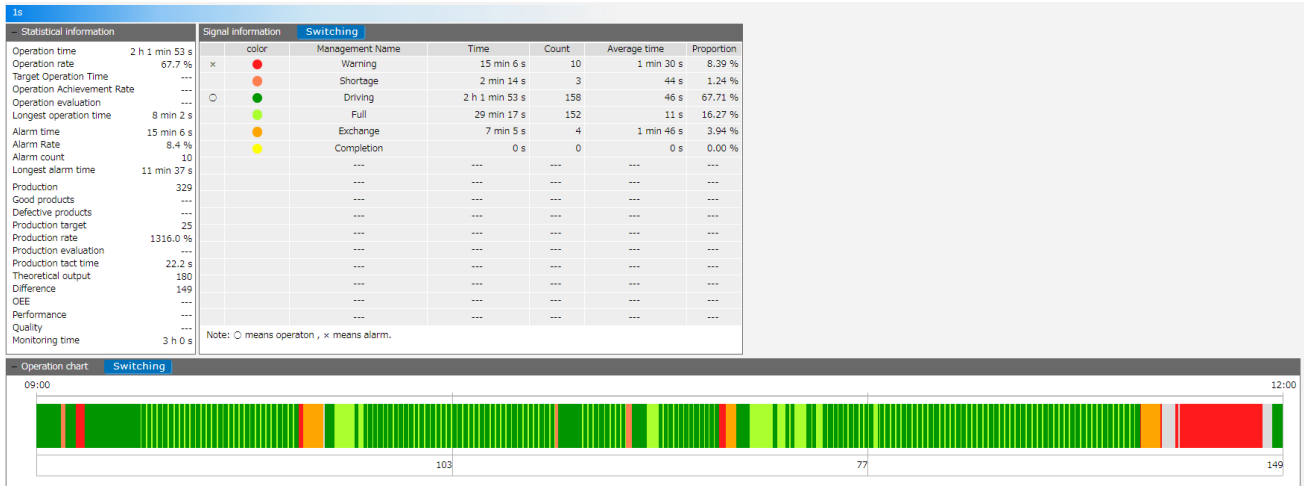 1s
− Statistical information
Operation time 2 h 1 min 53 s
Operation rate 67.7 %
Target Operation Time ---
Operation Achievement Rate ---
Operation evaluation ---
Longest operation time 8 min 2 s
Alarm time 15 min 6 s
Alarm Rate 8.4 %
Alarm count 10
Longest alarm time 11 min 37 s
Production 329
Good products ---
Defective products ---
Production target 25
Production rate 1316.0 %
Production evaluation ---
Production tact time 22.2 s
Theoretical output 180
Difference 149
OEE ---
Performance ---
Quality ---
Monitoring time 3 h 0 s
Signal information Switching
color Management Name Time Count Average time Proportion
× Warning 15 min 6 s 10 1 min 30 s 8.39 %
Shortage 2 min 14 s 3 44 s 1.24 %
○ Driving 2 h 1 min 53 s 158 46 s 67.71 %
Full 29 min 17 s 152 11 s 16.27 %
Exchange 7 min 5 s 4 1 min 46 s 3.94 %
Completion 0 s 0 0 s 0.00 %
--- --- --- --- ---
--- --- --- --- ---
--- --- --- --- ---
--- --- --- --- ---
--- --- --- --- ---
--- --- --- --- ---
--- --- --- --- ---
--- --- --- --- ---
--- --- --- --- ---
--- --- --- --- ---
Note: ○ means operaton , × means alarm.
− Operation chart Switching
09:00 12:00
103 77 149